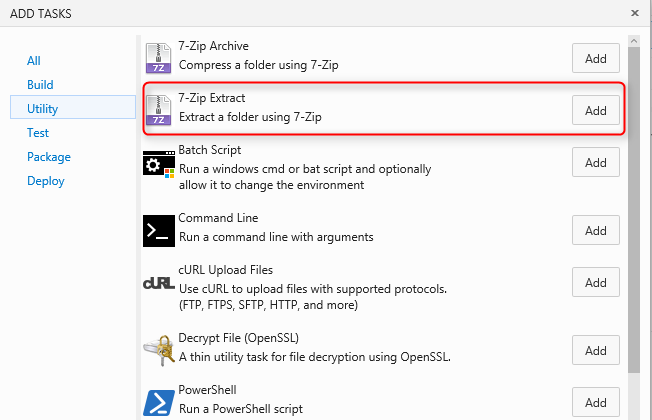 ADD TASKS
×
All
Build
Utility
Test
Package
Deploy
7Z
7-Zip Archive
Compress a folder using 7-Zip
Add
7Z
7-Zip Extract
Extract a folder using 7-Zip
Add
Batch Script
Run a windows cmd or bat script and optionally
allow it to change the environment
Add
Command Line
Run a command line with arguments
Add
cURL
cURL Upload Files
Use cURL to upload files with supported protocols.
(FTP, FTPS, SFTP, HTTP, and more)
Add
Decrypt File (OpenSSL)
A thin utility task for file decryption using OpenSSL.
Add
PowerShell
Run a PowerShell script
Add